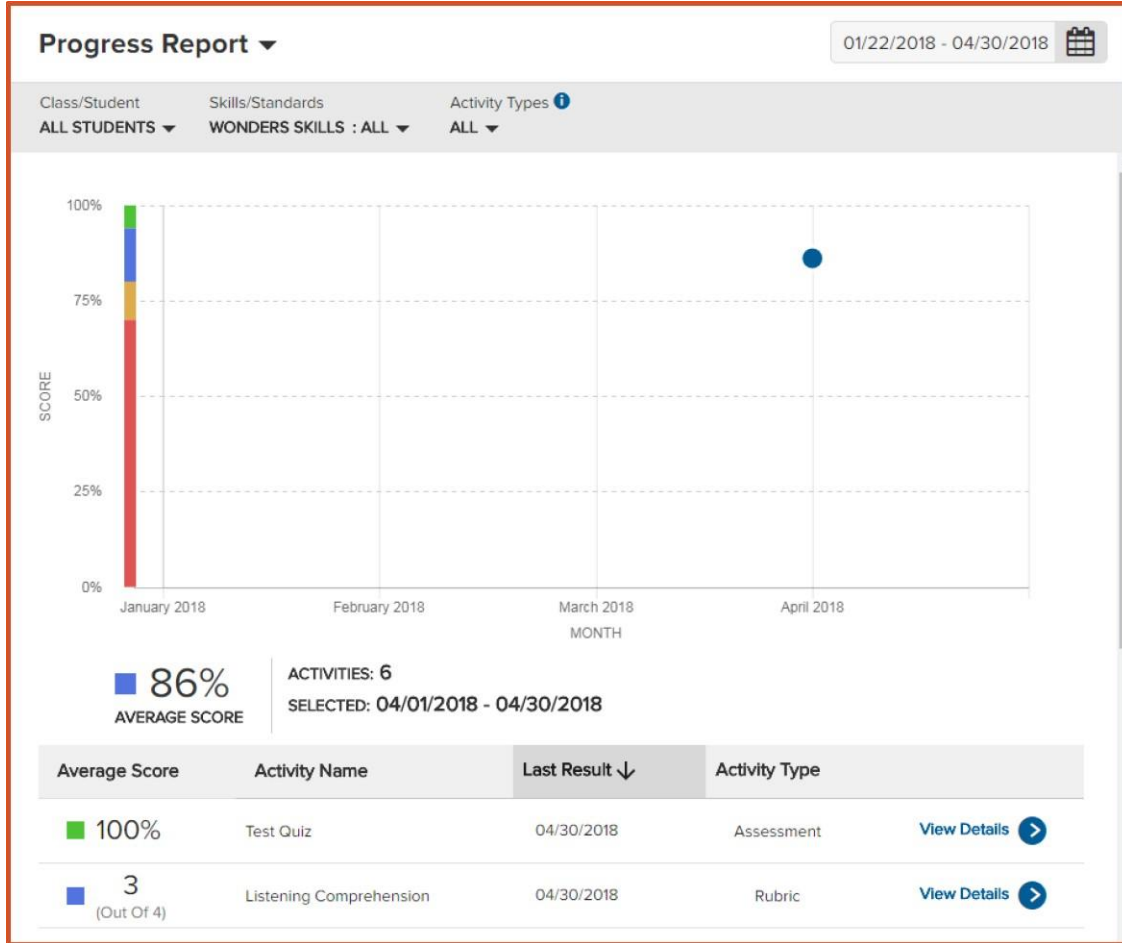 Progress Report
01/22/2018 - 04/30/2018
Class/Student Skills/Standards Activity Types
ALL STUDENTS WONDERS SKILLS : ALL ALL
100%
75%
50%
25%
0%
SCORE
January 2018 February 2018 March 2018 April 2018
MONTH
86%
AVERAGE SCORE
ACTIVITIES: 6
SELECTED: 04/01/2018 - 04/30/2018
Average Score Activity Name Last Result Activity Type
100% Test Quiz 04/30/2018 Assessment View Details
3 Listening Comprehension 04/30/2018 Rubric View Details
(Out Of 4)